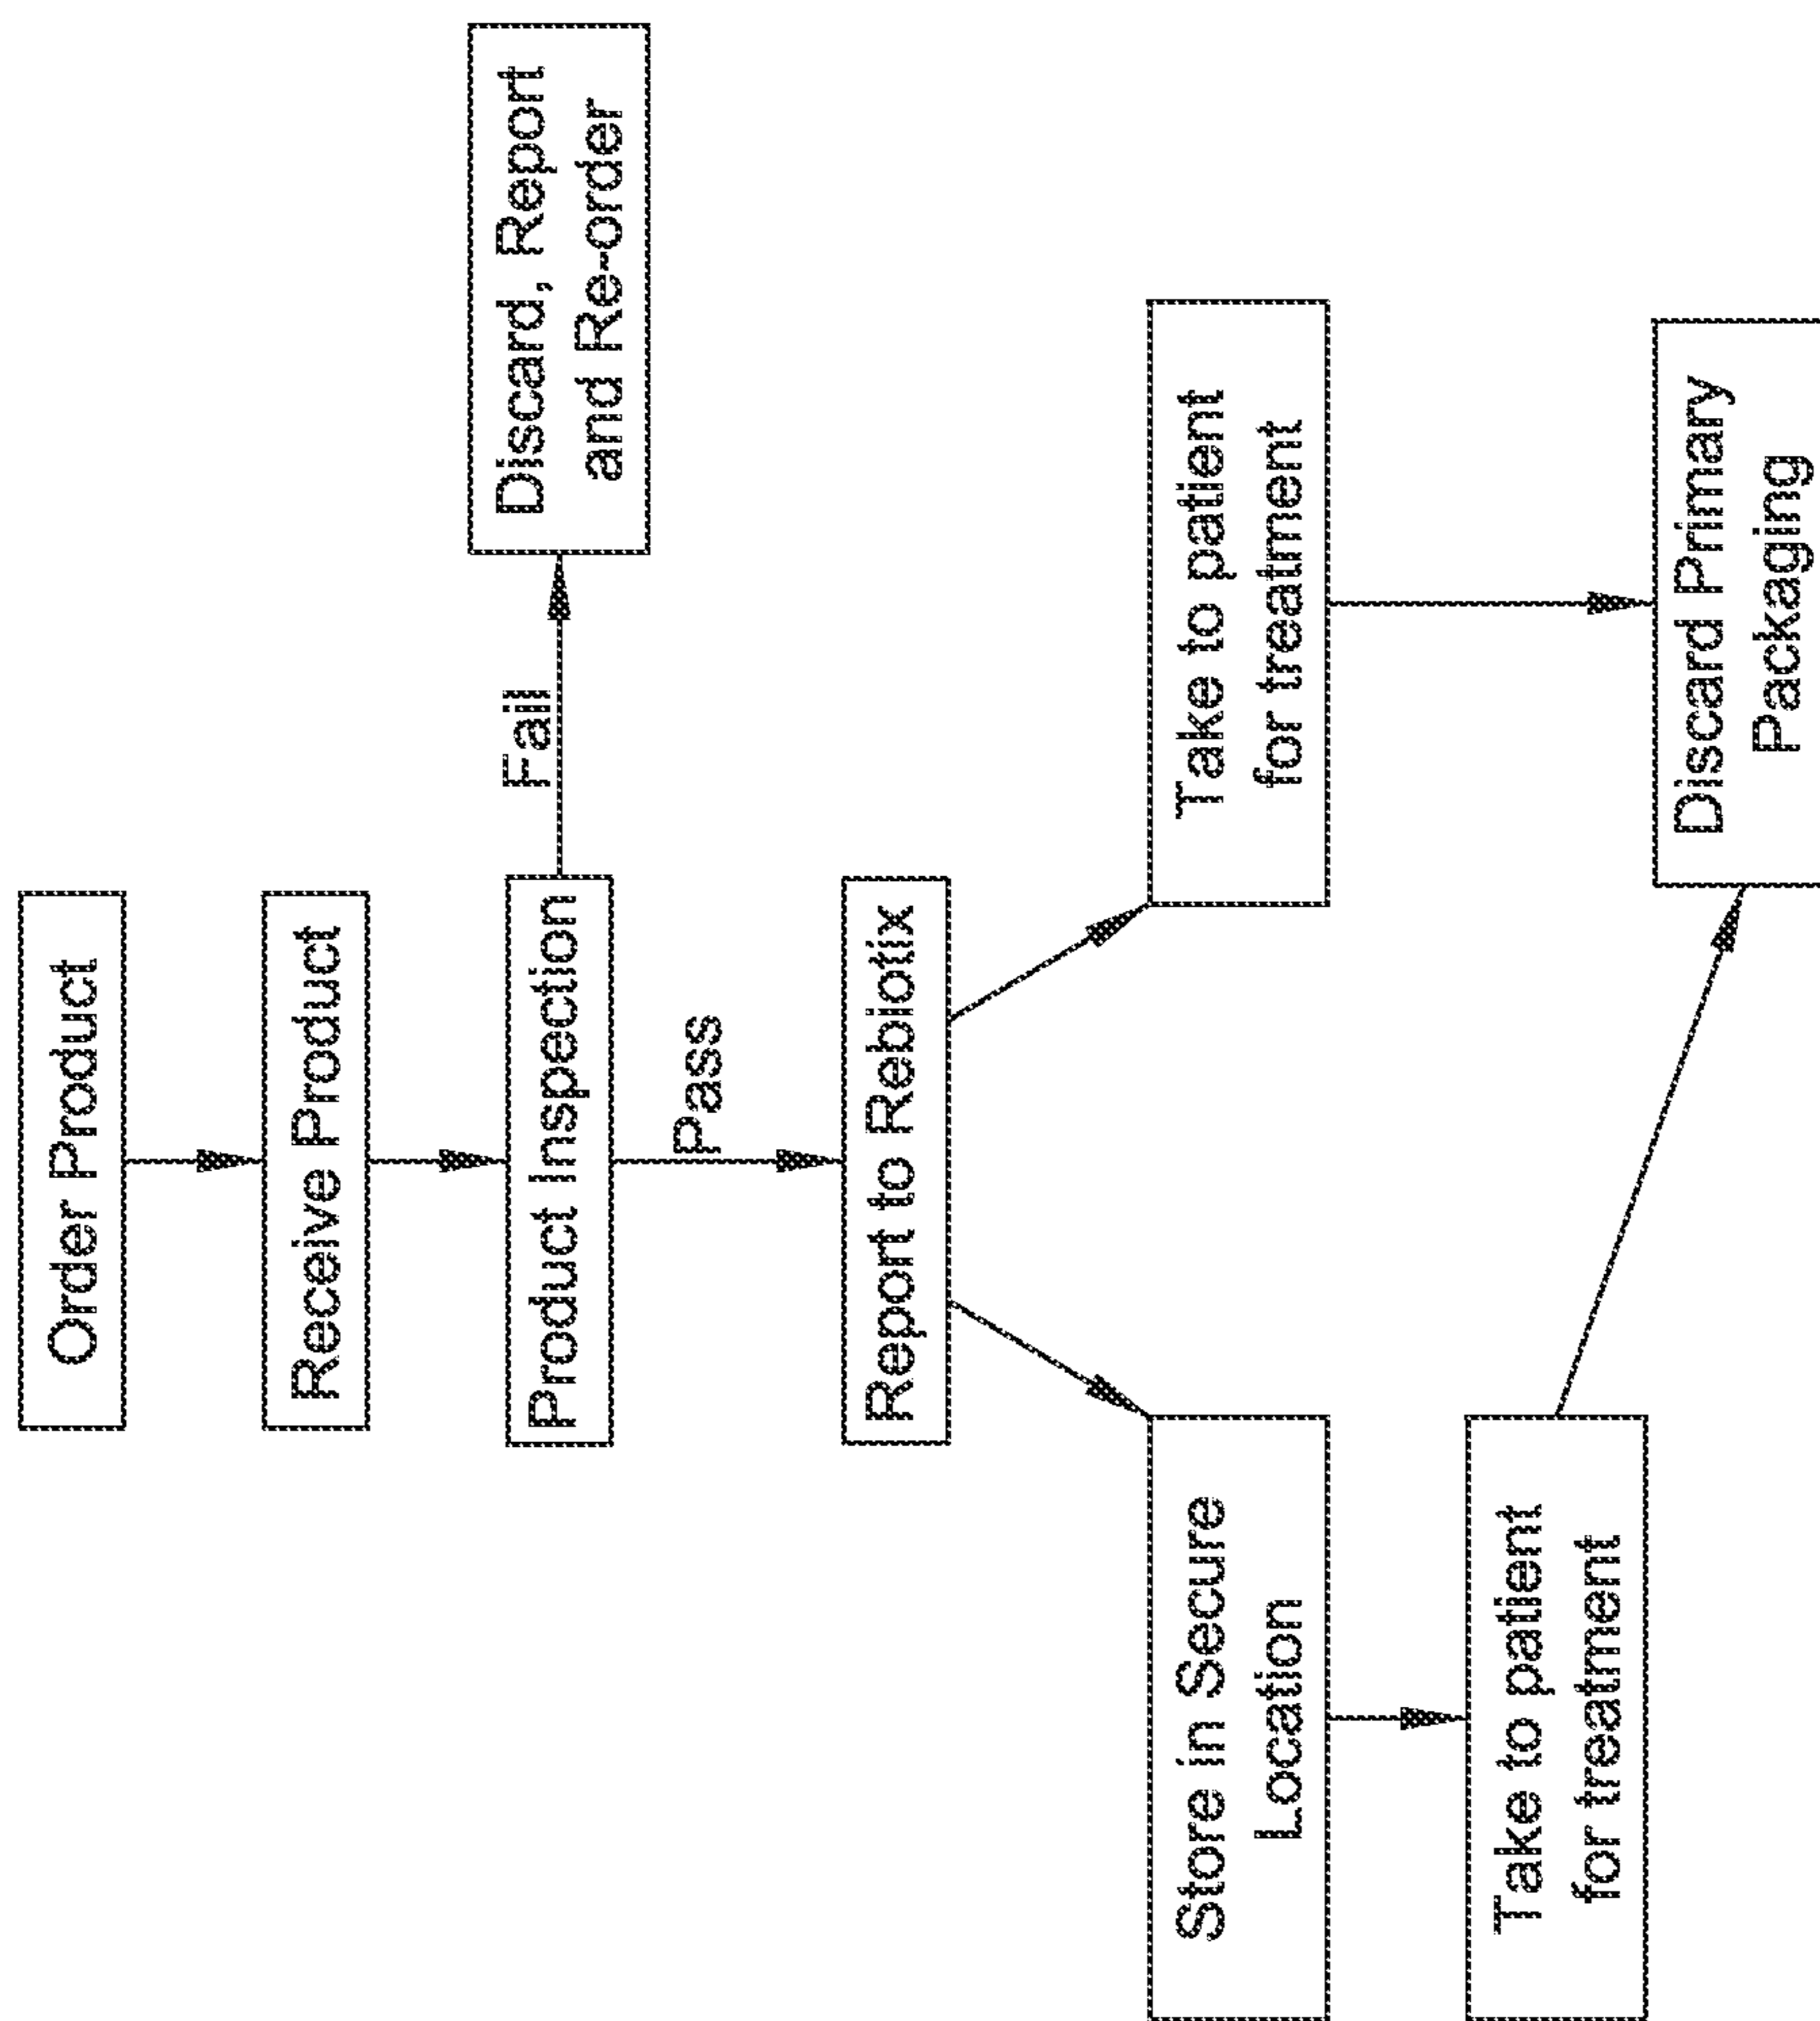 Order Product
Receive Product
Product Inspection
Fail
Discard, Report
and Re-order
Pass
Report to Rebiotix
Store in Secure
Location
Take to patient
for treatment
Take to patient
for treatment
Discard Primary
Packaging